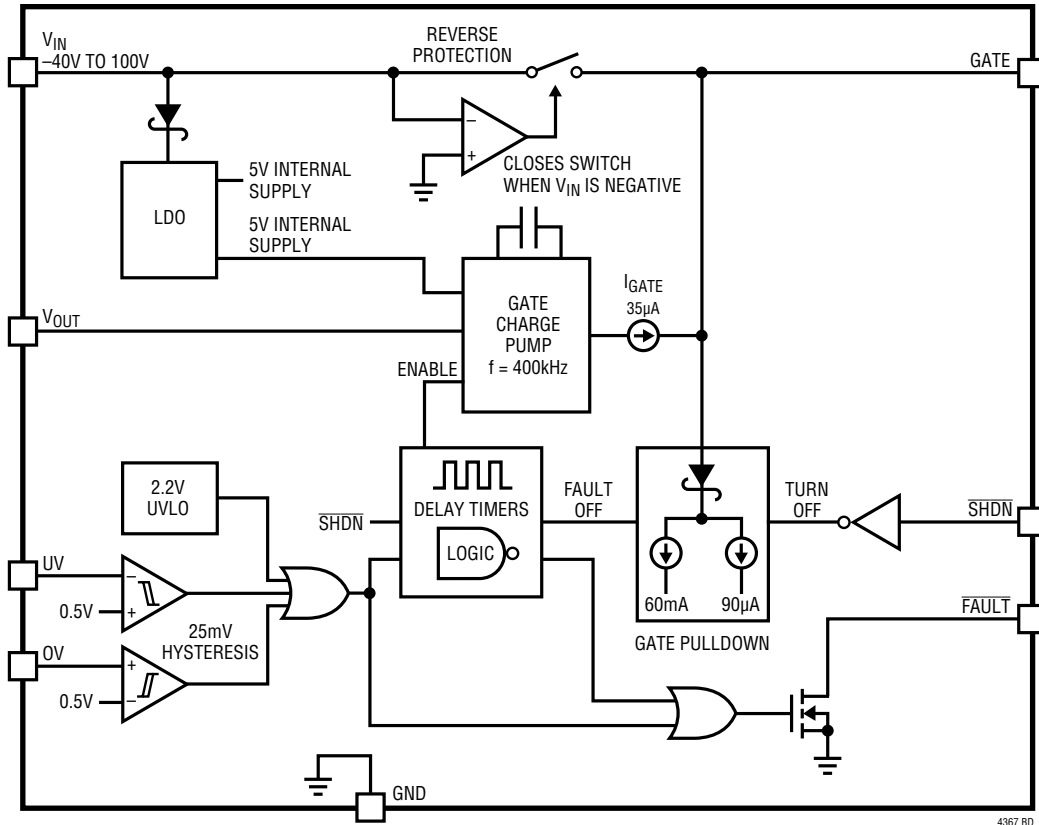 VIN
–40V TO 100V
REVERSE
PROTECTION
GATE
–
+
CLOSES SWITCH
WHEN VIN IS NEGATIVE
LDO
5V INTERNAL
SUPPLY
5V INTERNAL
SUPPLY
VOUT
GATE
CHARGE
PUMP
f = 400kHz
IGATE
35µA
ENABLE
2.2V
UVLO
SHDN
DELAY TIMERS
LOGIC
FAULT
OFF
TURN
OFF
SHDN
60mA
90µA
GATE PULLDOWN
FAULT
UV
–
0.5V
+
25mV
HYSTERESIS
OV
+
0.5V
–
GND
4367 BD